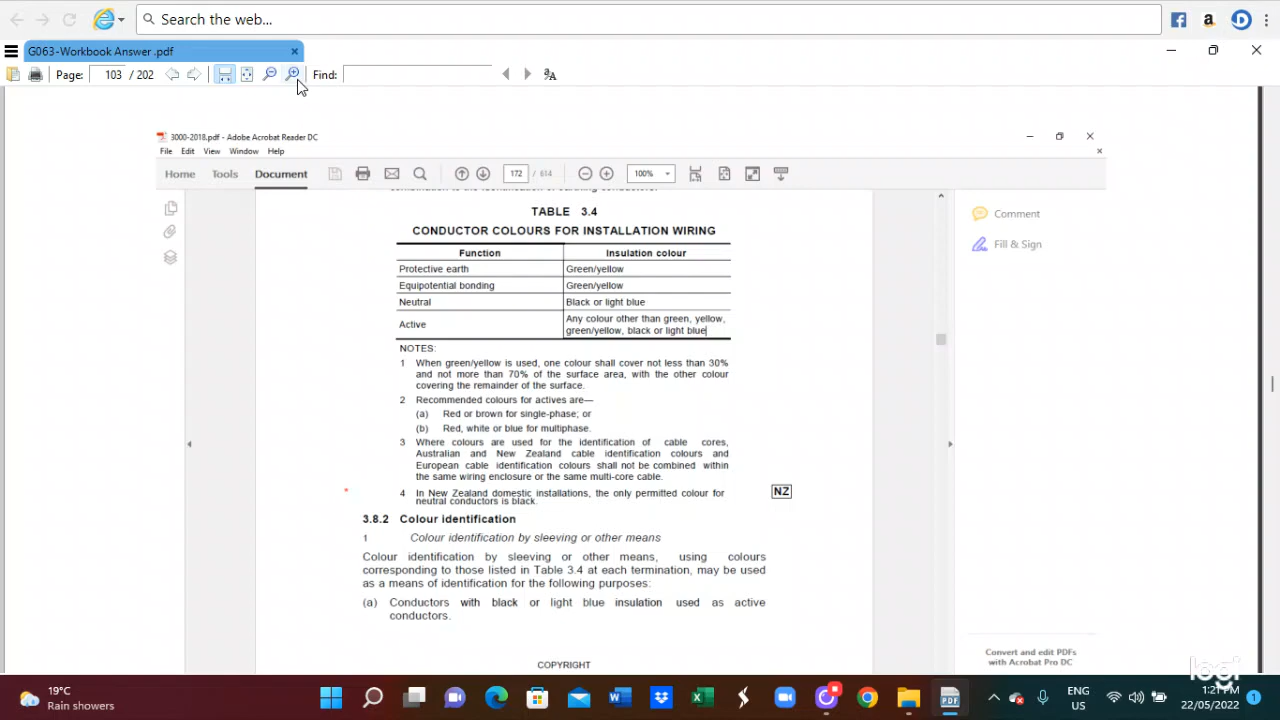 Search the web...
G063-Workbook Answer .pdf
Page: 103 / 202 Find:
3000-2018.pdf - Adobe Acrobat Reader DC
File Edit View Window Help
Home Tools Document 172 / 614 100%
TABLE 3.4
CONDUCTOR COLOURS FOR INSTALLATION WIRING
Function Insulation colour
Protective earth Green/yellow
Equipotential bonding Green/yellow
Neutral Black or light blue
Active Any colour other than green, yellow,
green/yellow, black or light blue
NOTES:
1 When green/yellow is used, one colour shall cover not less than 30%
and not more than 70% of the surface area, with the other colour
covering the remainder of the surface.
2 Recommended colours for actives are—
(a) Red or brown for single-phase; or
(b) Red, white or blue for multiphase.
3 Where colours are used for the identification of cable cores,
Australian and New Zealand cable identification colours and
European cable identification colours shall not be combined within
the same wiring enclosure or the same multi-core cable.
4 In New Zealand domestic installations, the only permitted colour for
neutral conductors is black.
NZ
3.8.2 Colour identification
1 Colour identification by sleeving or other means
Colour identification by sleeving or other means, using colours
corresponding to those listed in Table 3.4 at each termination, may be used
as a means of identification for the following purposes:
(a) Conductors with black or light blue insulation used as active
conductors.
COPYRIGHT
Comment
Fill & Sign
Convert and edit PDFs
with Acrobat Pro DC
logi
19°C
Rain showers
PDF
ENG
US
1:21 PM
22/05/2022
1